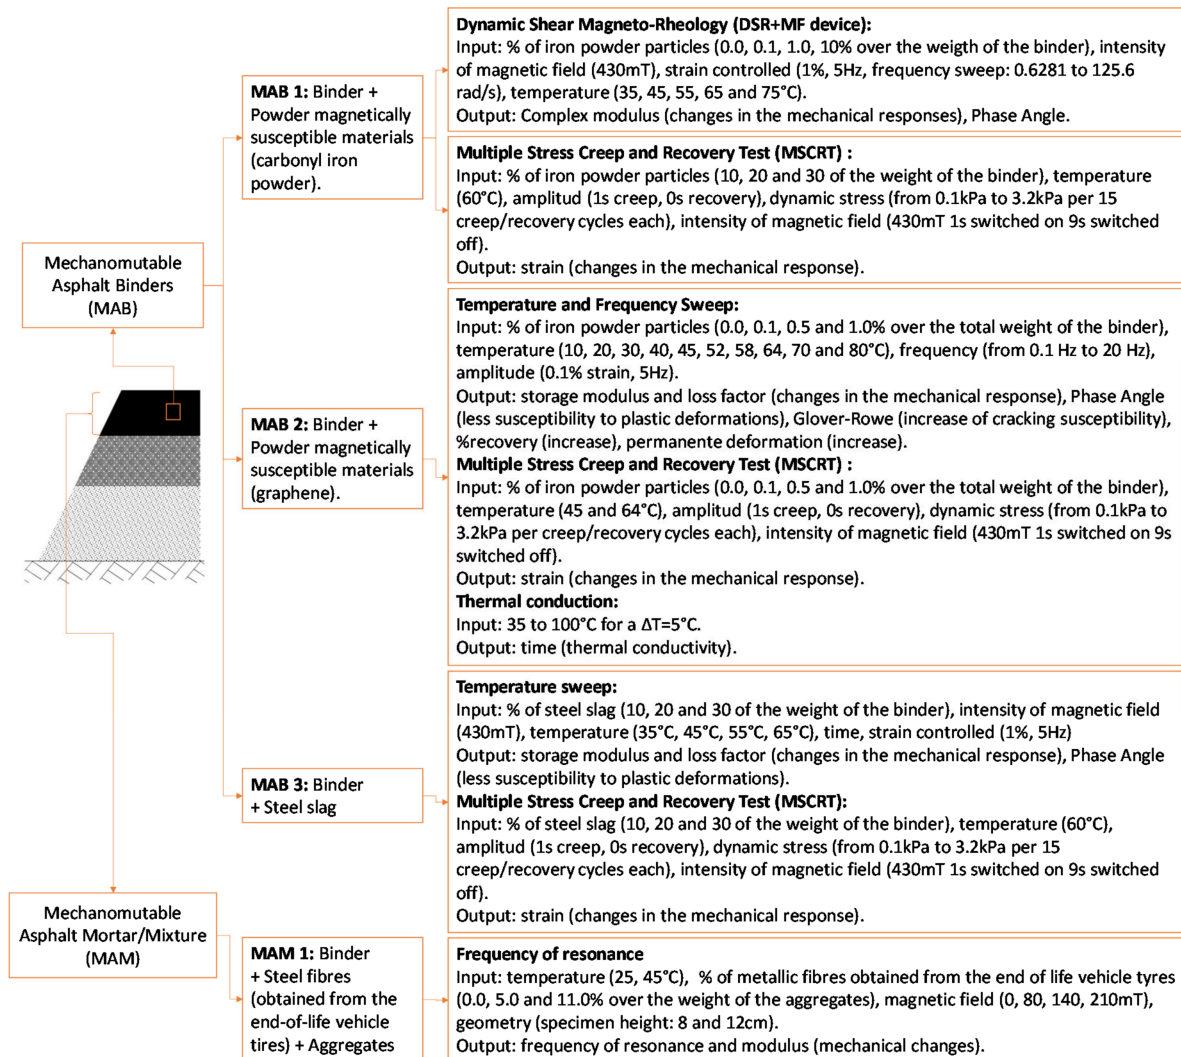 Mechanomutable
Asphalt Binders
(MAB)
MAB 1: Binder +
Powder magnetically
susceptible materials
(carbonyl iron
powder).
Dynamic Shear Magneto-Rheology (DSR+MF device):
Input: % of iron powder particles (0.0, 0.1, 1.0, 10% over the weigth of the binder), intensity
of magnetic field (430mT), strain controlled (1%, 5Hz, frequency sweep: 0.6281 to 125.6
rad/s), temperature (35, 45, 55, 65 and 75°C).
Output: Complex modulus (changes in the mechanical responses), Phase Angle.
Multiple Stress Creep and Recovery Test (MSCRT) :
Input: % of iron powder particles (10, 20 and 30 of the weight of the binder), temperature
(60°C), amplitud (1s creep, 0s recovery), dynamic stress (from 0.1kPa to 3.2kPa per 15
creep/recovery cycles each), intensity of magnetic field (430mT 1s switched on 9s switched
off).
Output: strain (changes in the mechanical response).
MAB 2: Binder +
Powder magnetically
susceptible materials
(graphene).
Temperature and Frequency Sweep:
Input: % of iron powder particles (0.0, 0.1, 0.5 and 1.0% over the total weight of the binder),
temperature (10, 20, 30, 40, 45, 52, 58, 64, 70 and 80°C), frequency (from 0.1 Hz to 20 Hz),
amplitude (0.1% strain, 5Hz).
Output: storage modulus and loss factor (changes in the mechanical response), Phase Angle
(less susceptibility to plastic deformations), Glover-Rowe (increase of cracking susceptibility),
%recovery (increase), permanente deformation (increase).
Multiple Stress Creep and Recovery Test (MSCRT) :
Input: % of iron powder particles (0.0, 0.1, 0.5 and 1.0% over the total weight of the binder),
temperature (45 and 64°C), amplitud (1s creep, 0s recovery), dynamic stress (from 0.1kPa to
3.2kPa per creep/recovery cycles each), intensity of magnetic field (430mT 1s switched on 9s
switched off).
Output: strain (changes in the mechanical response).
Thermal conduction:
Input: 35 to 100°C for a ΔT=5°C.
Output: time (thermal conductivity).
MAB 3: Binder
+ Steel slag
Temperature sweep:
Input: % of steel slag (10, 20 and 30 of the weight of the binder), intensity of magnetic field
(430mT), temperature (35°C, 45°C, 55°C, 65°C), time, strain controlled (1%, 5Hz)
Output: storage modulus and loss factor (changes in the mechanical response), Phase Angle
(less susceptibility to plastic deformations).
Multiple Stress Creep and Recovery Test (MSCRT):
Input: % of steel slag (10, 20 and 30 of the weight of the binder), temperature (60°C),
amplitud (1s creep, 0s recovery), dynamic stress (from 0.1kPa to 3.2kPa per 15
creep/recovery cycles each), intensity of magnetic field (430mT 1s switched on 9s switched
off).
Output: strain (changes in the mechanical response).
Mechanomutable
Asphalt Mortar/Mixture
(MAM)
MAM 1: Binder
+ Steel fibres
(obtained from the
end-of-life vehicle
tires) + Aggregates
Frequency of resonance
Input: temperature (25, 45°C), % of metallic fibres obtained from the end of life vehicle tyres
(0.0, 5.0 and 11.0% over the weight of the aggregates), magnetic field (0, 80, 140, 210mT),
geometry (specimen height: 8 and 12cm).
Output: frequency of resonance and modulus (mechanical changes).